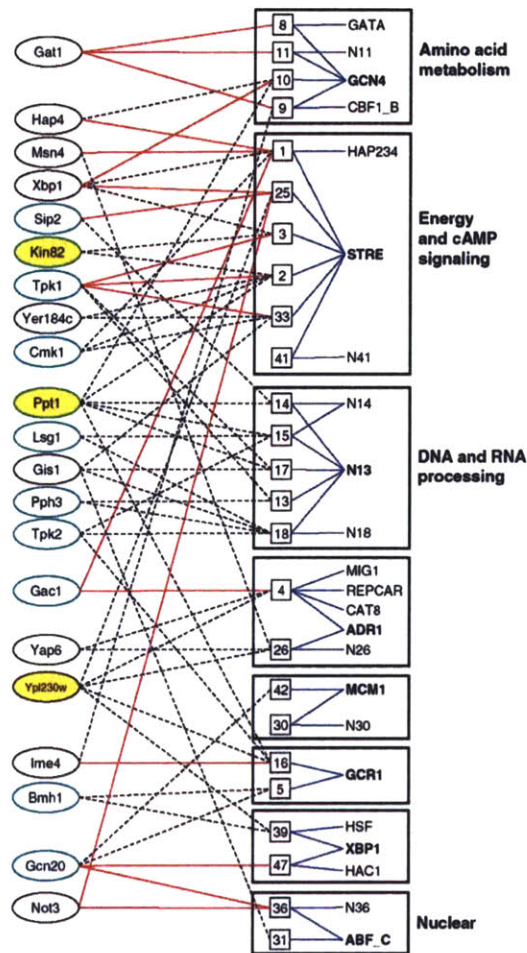 8 GATA
Gat1 11 N11 Amino acid
10 GCN4 metabolism
9 CBF1_B
Hap4
Msn4 1 HAP234
Xbp1
Sip2 25
Kin82 3 Energy
Tpk1 2 STRE and cAMP
Yer184c 33 signaling
Cmk1 41 N41
Ppt1 14 N14
Lsg1 15
Gis1 17 N13 DNA and RNA
Pph3 13 processing
Tpk2 18 N18
MIG1
Gac1 4 REPCAR
CAT8
ADR1
Yap6 26 N26
Ypl230w 42 MCM1
30 N30
Ime4 16
Bmh1 5 GCR1
39 HSF
XBP1
Gcn20 47 HAC1
Not3 36 N36 Nuclear
31 ABF_C